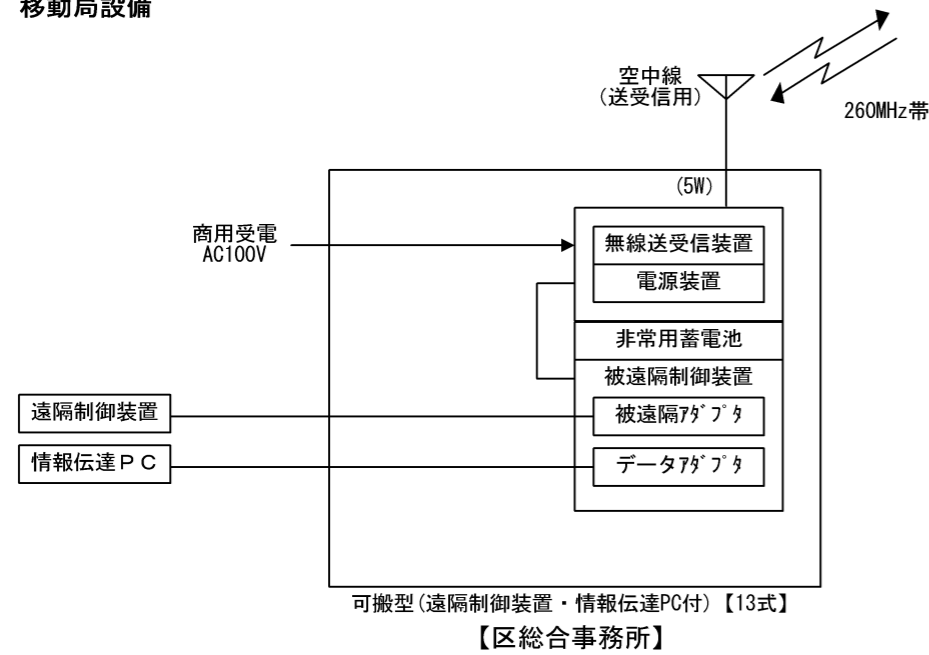 移動局設備
空中線
(送受信用)
260MHz帯
(5W)
商用受電
AC100V
無線送受信装置
電源装置
非常用蓄電池
被遠隔制御装置
遠隔制御装置
被遠隔ｱﾀﾞﾌﾟﾀ
情報伝達ＰＣ
データｱﾀﾞﾌﾟﾀ
可搬型(遠隔制御装置・情報伝達PC付)【13式】
【区総合事務所】